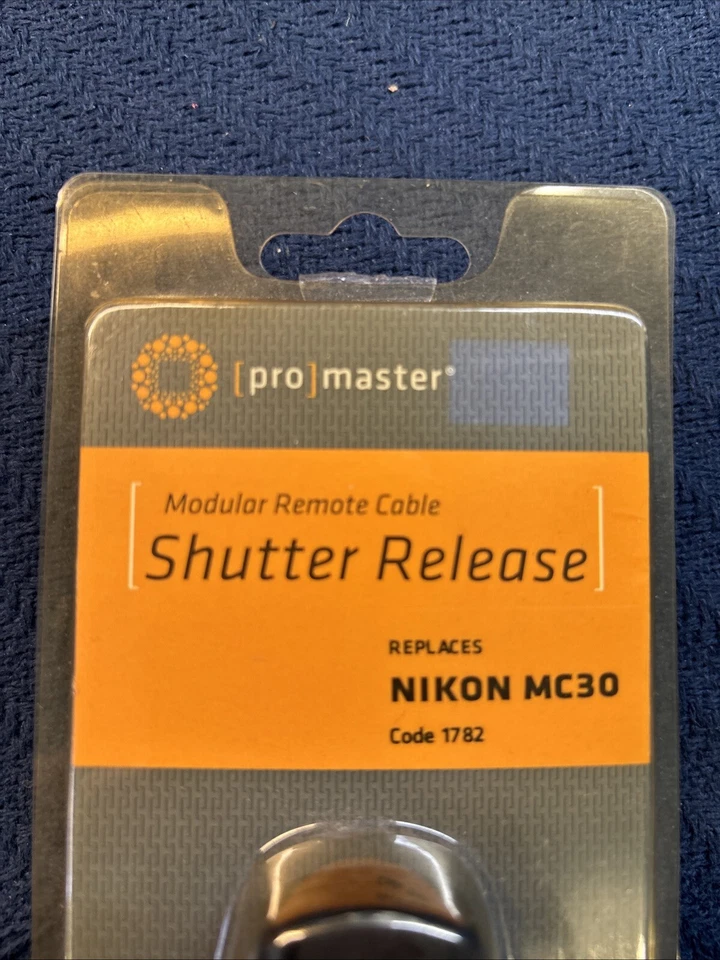 [pro]master®
Modular Remote Cable
Shutter Release
REPLACES
NIKON MC30
Code 1782